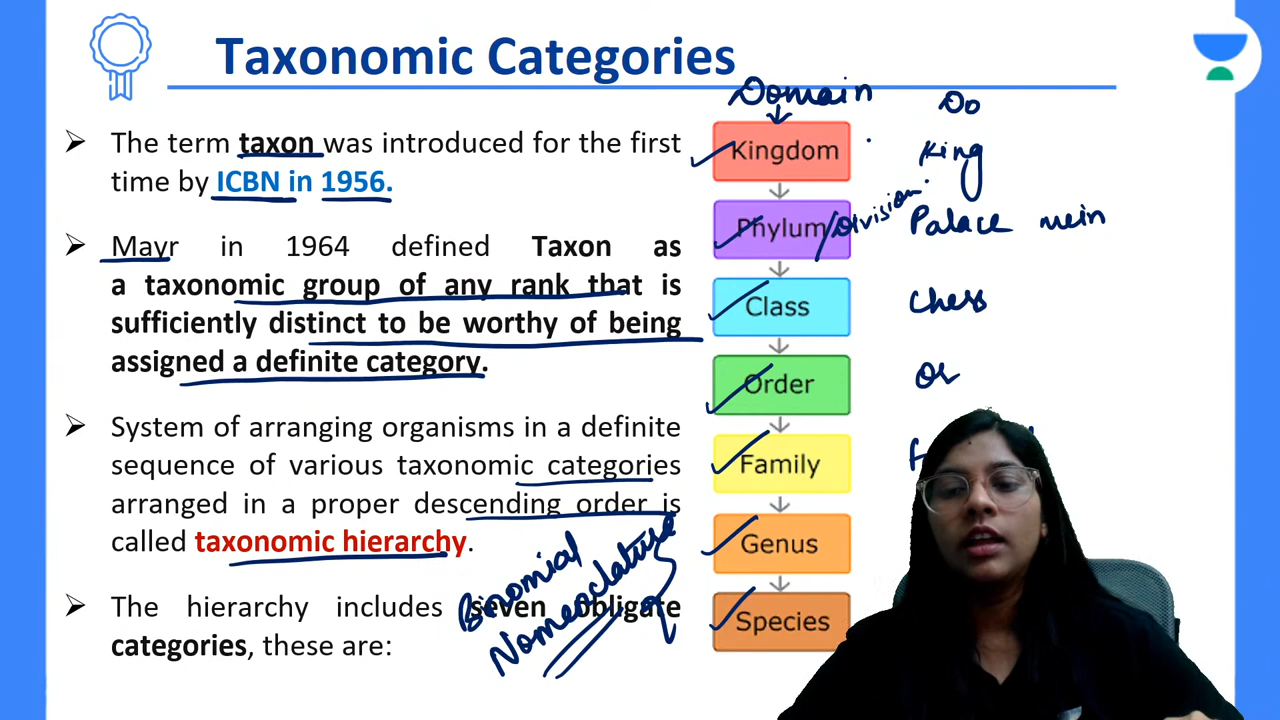 Taxonomic Categories
The term taxon was introduced for the first
time by ICBN in 1956.
Mayr in 1964 defined Taxon as
a taxonomic group of any rank that is
sufficiently distinct to be worthy of being
assigned a definite category.
System of arranging organisms in a definite
sequence of various taxonomic categories
arranged in a proper descending order is
called taxonomic hierarchy.
The hierarchy includes seven obligate
categories, these are:
Binomial
Nomenclature
Domain
Kingdom
Phylum/Division
Class
Order
Family
Genus
Species
Do
King
Palace mein
Chess
or